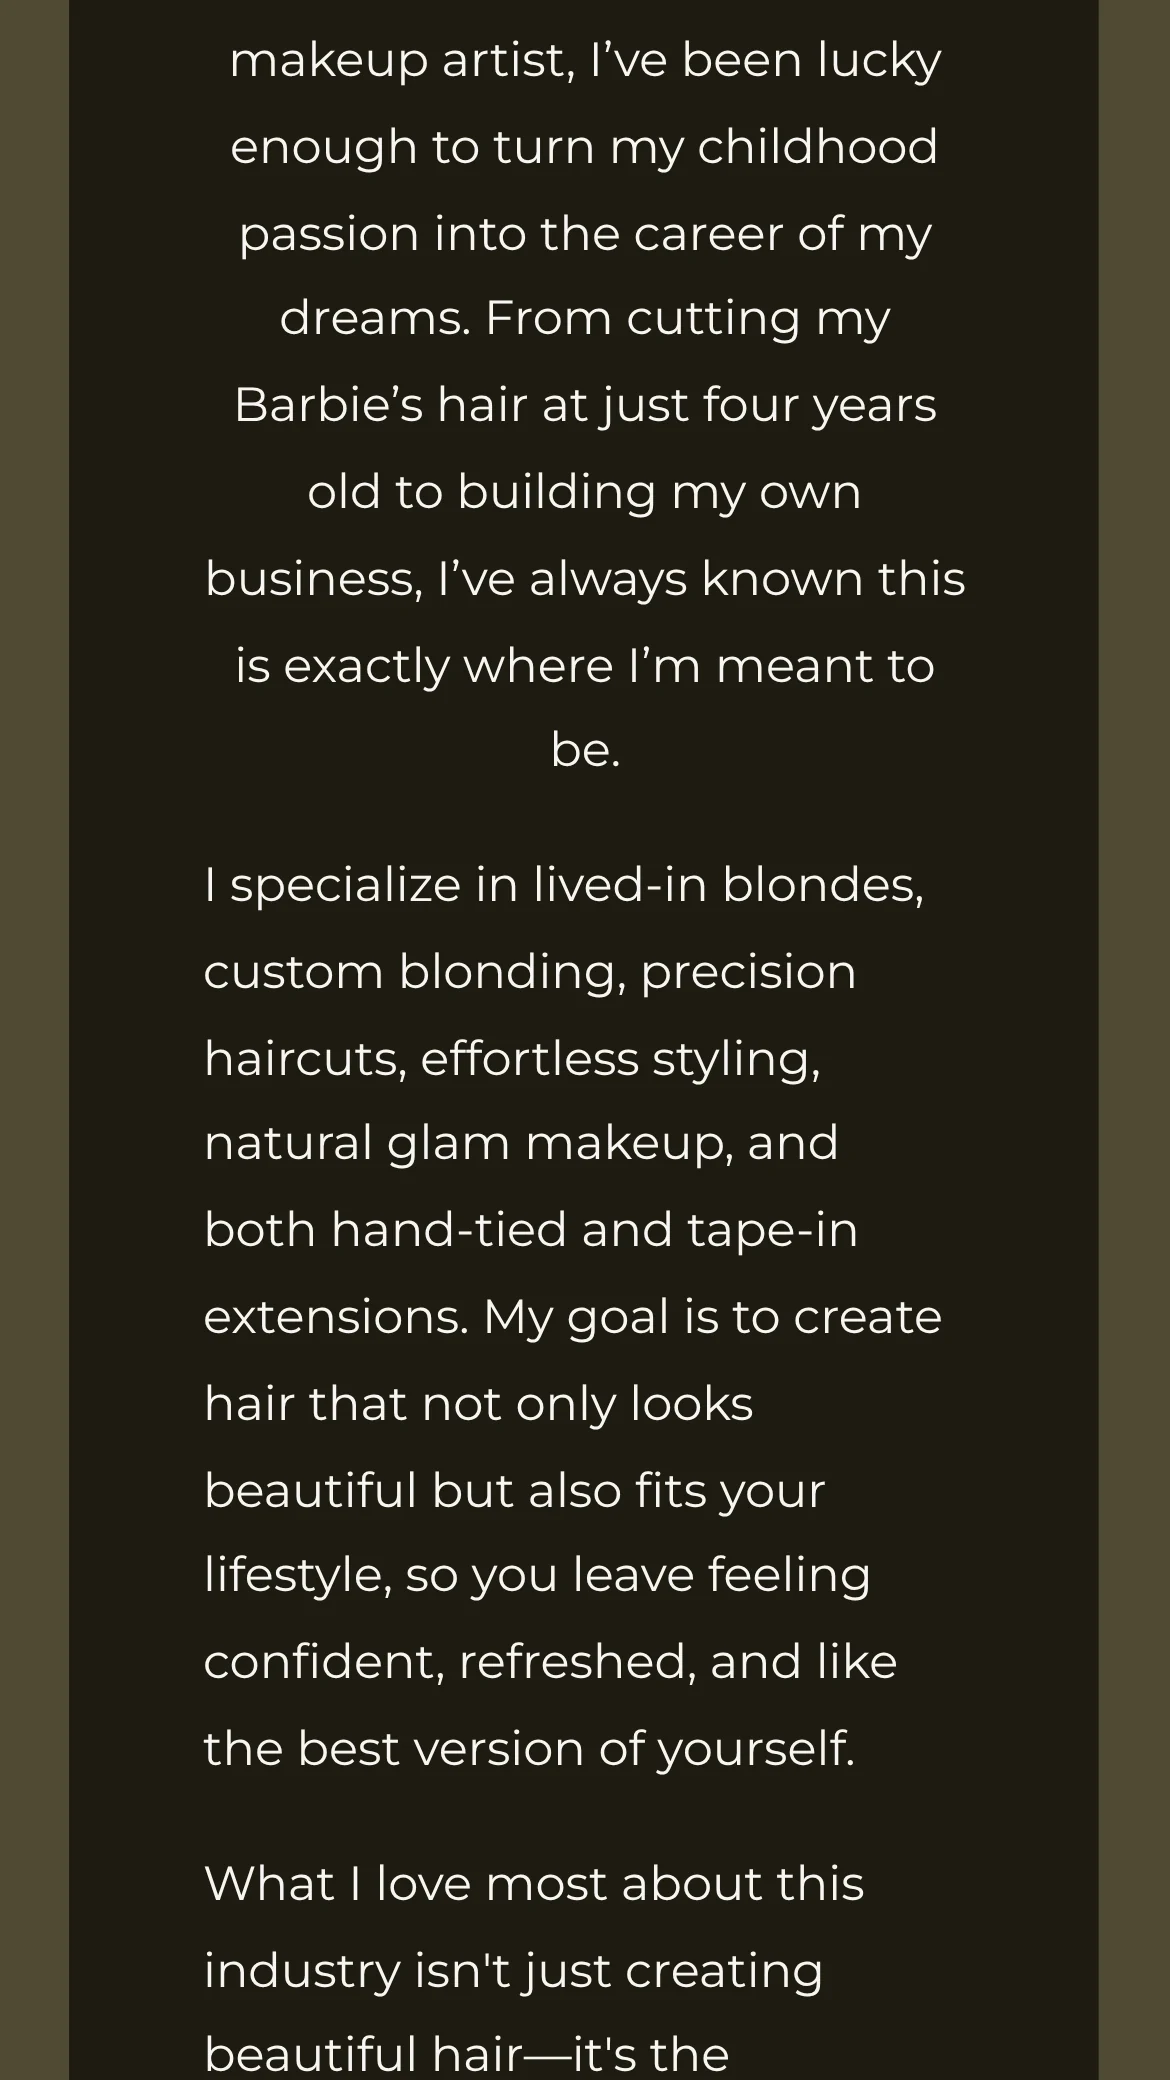 makeup artist, I’ve been lucky
enough to turn my childhood
passion into the career of my
dreams. From cutting my
Barbie’s hair at just four years
old to building my own
business, I’ve always known this
is exactly where I’m meant to
be.
I specialize in lived-in blondes,
custom blonding, precision
haircuts, effortless styling,
natural glam makeup, and
both hand-tied and tape-in
extensions. My goal is to create
hair that not only looks
beautiful but also fits your
lifestyle, so you leave feeling
confident, refreshed, and like
the best version of yourself.
What I love most about this
industry isn't just creating
beautiful hair—it's the